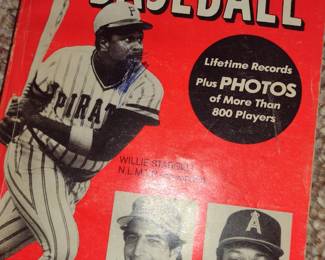 BASEBALL
Lifetime Records
Plus PHOTOS
of More Than
800 Players
P
PIRAT
WILLIE STARGELL
N.L.M.V.P.
A